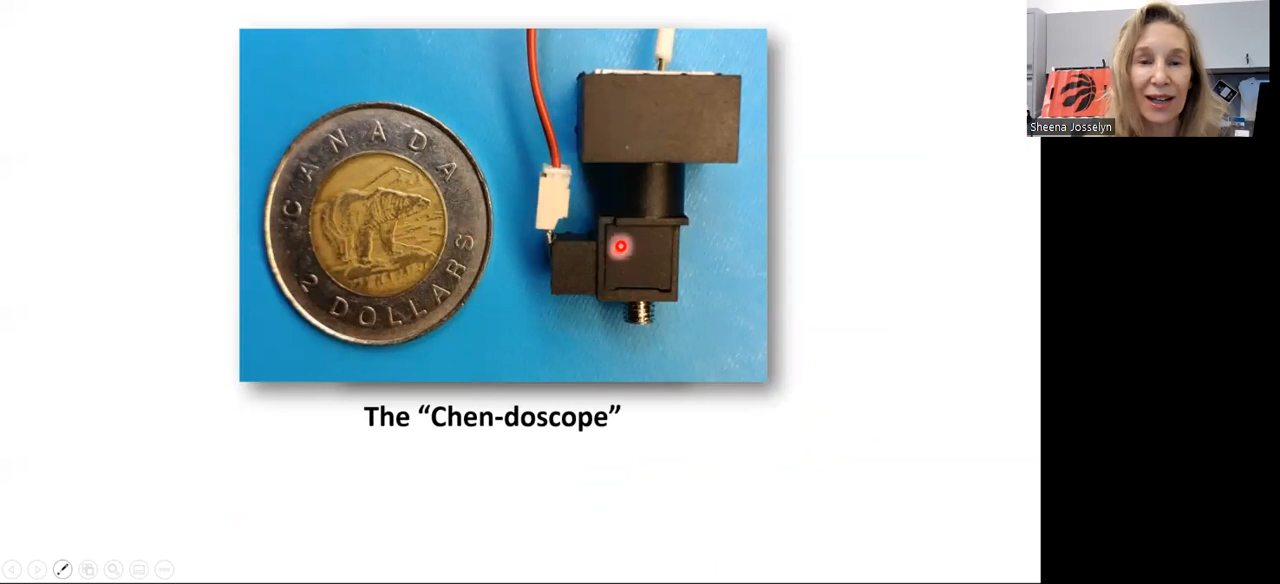 CANADA
2 DOLLARS
The “Chen-doscope”
Sheena Josselyn